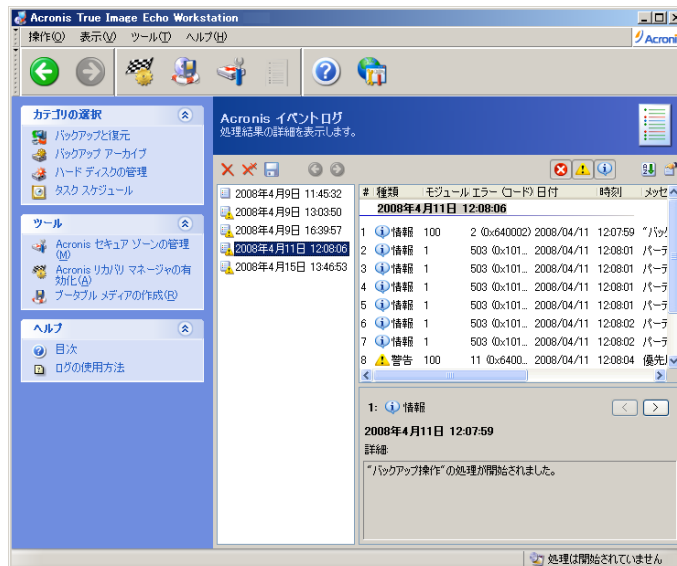 Acronis True Image Echo Workstation
操作(O) 表示(V) ツール(T) ヘルプ(H)
Acroni
カテゴリの選択
バックアップと復元
バックアップ アーカイブ
ハード ディスクの管理
タスク スケジュール
ツール
Acronis セキュア ゾーンの管理
(M)
Acronis リカバリ マネージャの有
効化(A)
ブータブル メディアの作成(R)
ヘルプ
目次
ログの使用方法
Acronis イベントログ
処理結果の詳細を表示します。
2008年4月9日 11:45:32
2008年4月9日 13:03:50
2008年4月9日 16:39:57
2008年4月11日 12:08:06
2008年4月15日 13:46:53
# 種類 モジュール エラー (コード) 日付 時刻 メッセ
2008年4月11日 12:08:06
1 情報 100 2 (0x640002) 2008/04/11 12:07:59 "バッ
2 情報 1 503 (0x101... 2008/04/11 12:08:01 パーテ
3 情報 1 503 (0x101... 2008/04/11 12:08:01 パーテ
4 情報 1 503 (0x101... 2008/04/11 12:08:01 パーテ
5 情報 1 503 (0x101... 2008/04/11 12:08:01 パーテ
6 情報 1 503 (0x101... 2008/04/11 12:08:02 パーテ
7 情報 1 503 (0x101... 2008/04/11 12:08:02 パーテ
8 警告 100 11 (0x6400... 2008/04/11 12:08:04 優先
1: 情報
2008年4月11日 12:07:59
詳細:
"バックアップ操作"の処理が開始されました。
処理は開始されていません